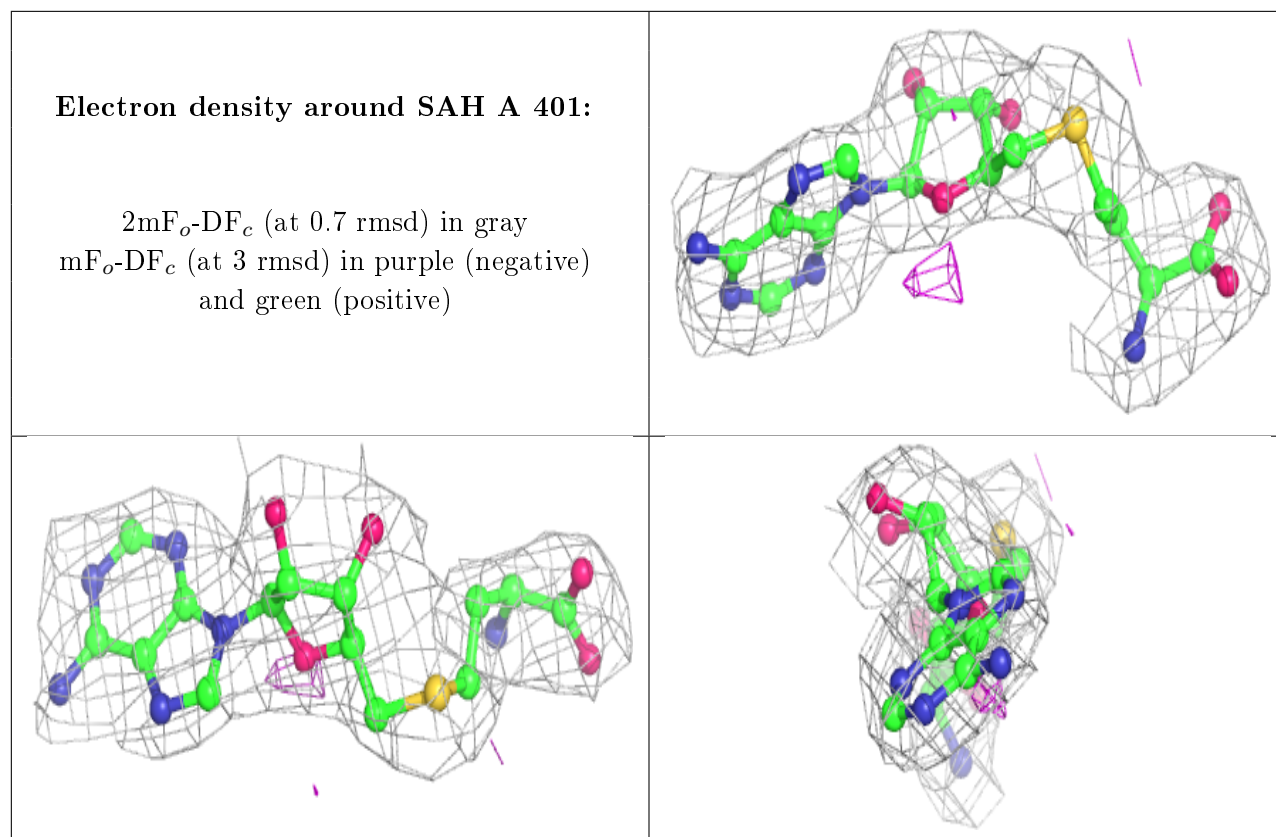 Electron density around SAH A 401:
2mFo-DFc (at 0.7 rmsd) in gray
mFo-DFc (at 3 rmsd) in purple (negative)
and green (positive)